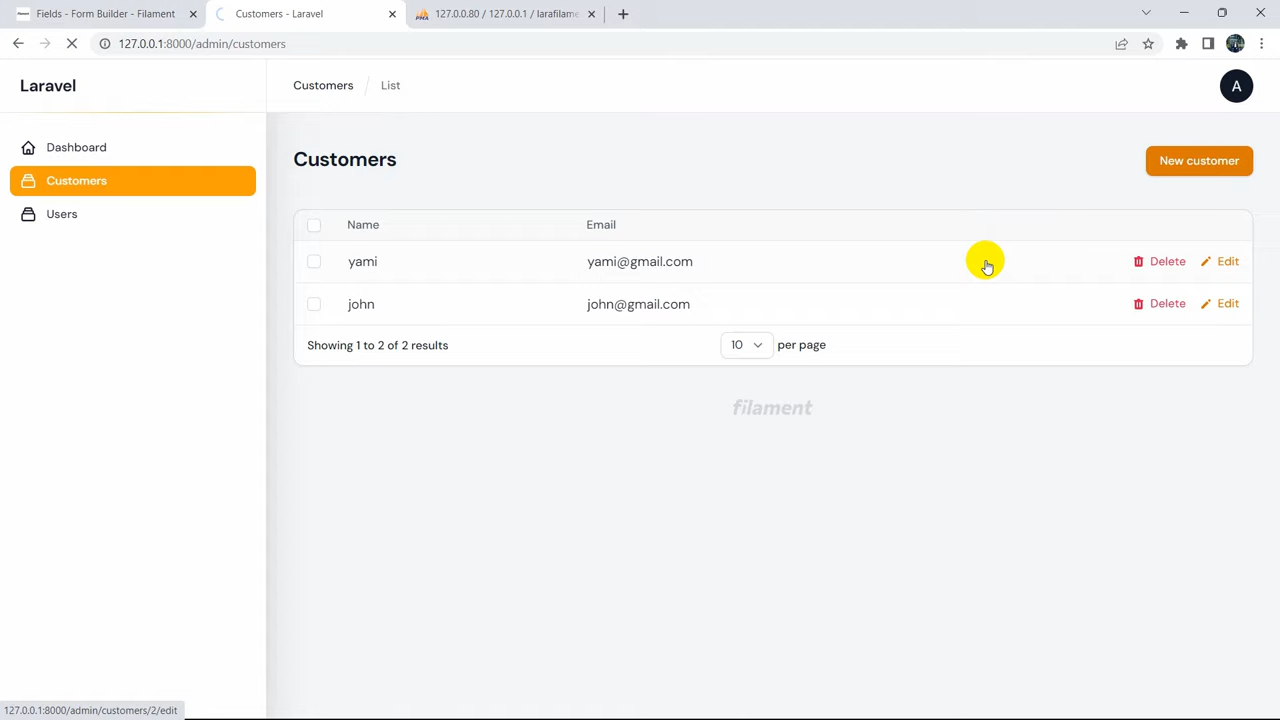 Fields - Form Builder - Filament
Customers - Laravel
PMA
127.0.0.80 / 127.0.0.1 / larafilame
127.0.0.1:8000/admin/customers
Laravel
Customers / List
A
Dashboard
Customers
Users
Customers
New customer
Name Email
yami yami@gmail.com Delete Edit
john john@gmail.com Delete Edit
Showing 1 to 2 of 2 results 10 per page
filament
127.0.0.1:8000/admin/customers/2/edit